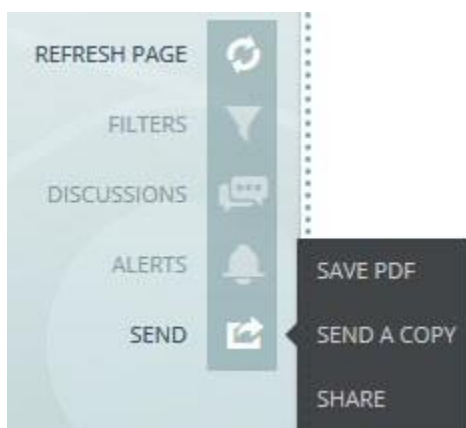 REFRESH PAGE
FILTERS
DISCUSSIONS
ALERTS
SEND
SAVE PDF
SEND A COPY
SHARE